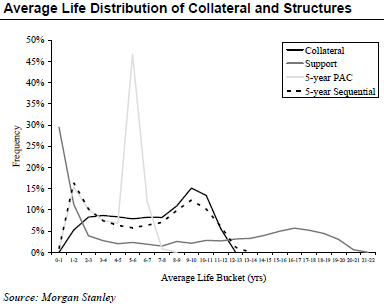 Average Life Distribution of Collateral and Structures
50%
45%
40%
35%
30%
25%
20%
15%
10%
5%
0%
Frequency
Collateral
Support
5-year PAC
5-year Sequential
0-1 1-2 2-3 3-4 4-5 5-6 6-7 7-8 8-9 9-10 10-11 11-12 12-13 13-14 14-15 15-16 16-17 17-18 18-19 19-20 20-21 21-22
Average Life Bucket (yrs)
Source: Morgan Stanley